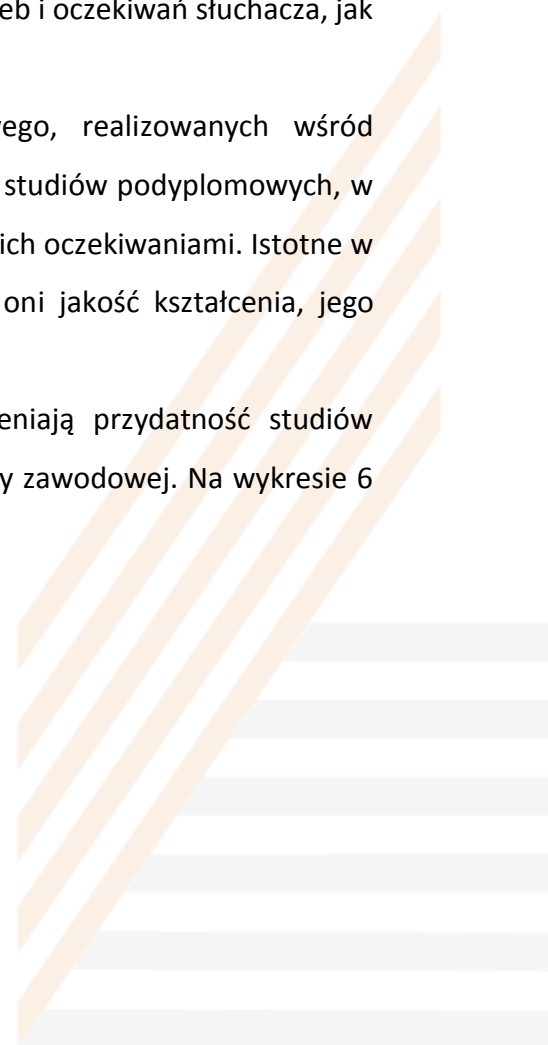 eb i oczekiwań słuchacza, jak
ego, realizowanych wśród
studiów podyplomowych, w
ich oczekiwaniami. Istotne w
oni jakość kształcenia, jego
eniają przydatność studiów
y zawodowej. Na wykresie 6